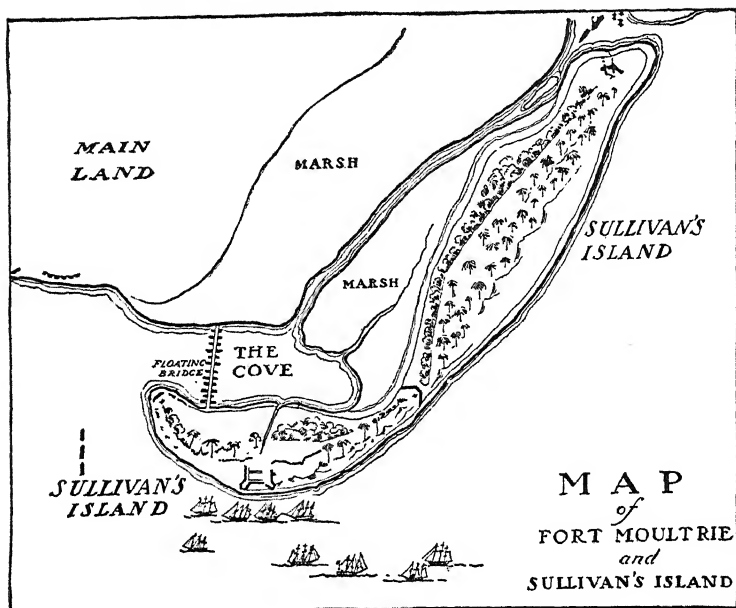 MAIN
LAND
MARSH
SULLIVAN'S
ISLAND
MARSH
FLOATING
BRIDGE
THE
COVE
SULLIVAN'S
ISLAND
MAP
of
FORT MOULTRIE
and
SULLIVAN'S ISLAND